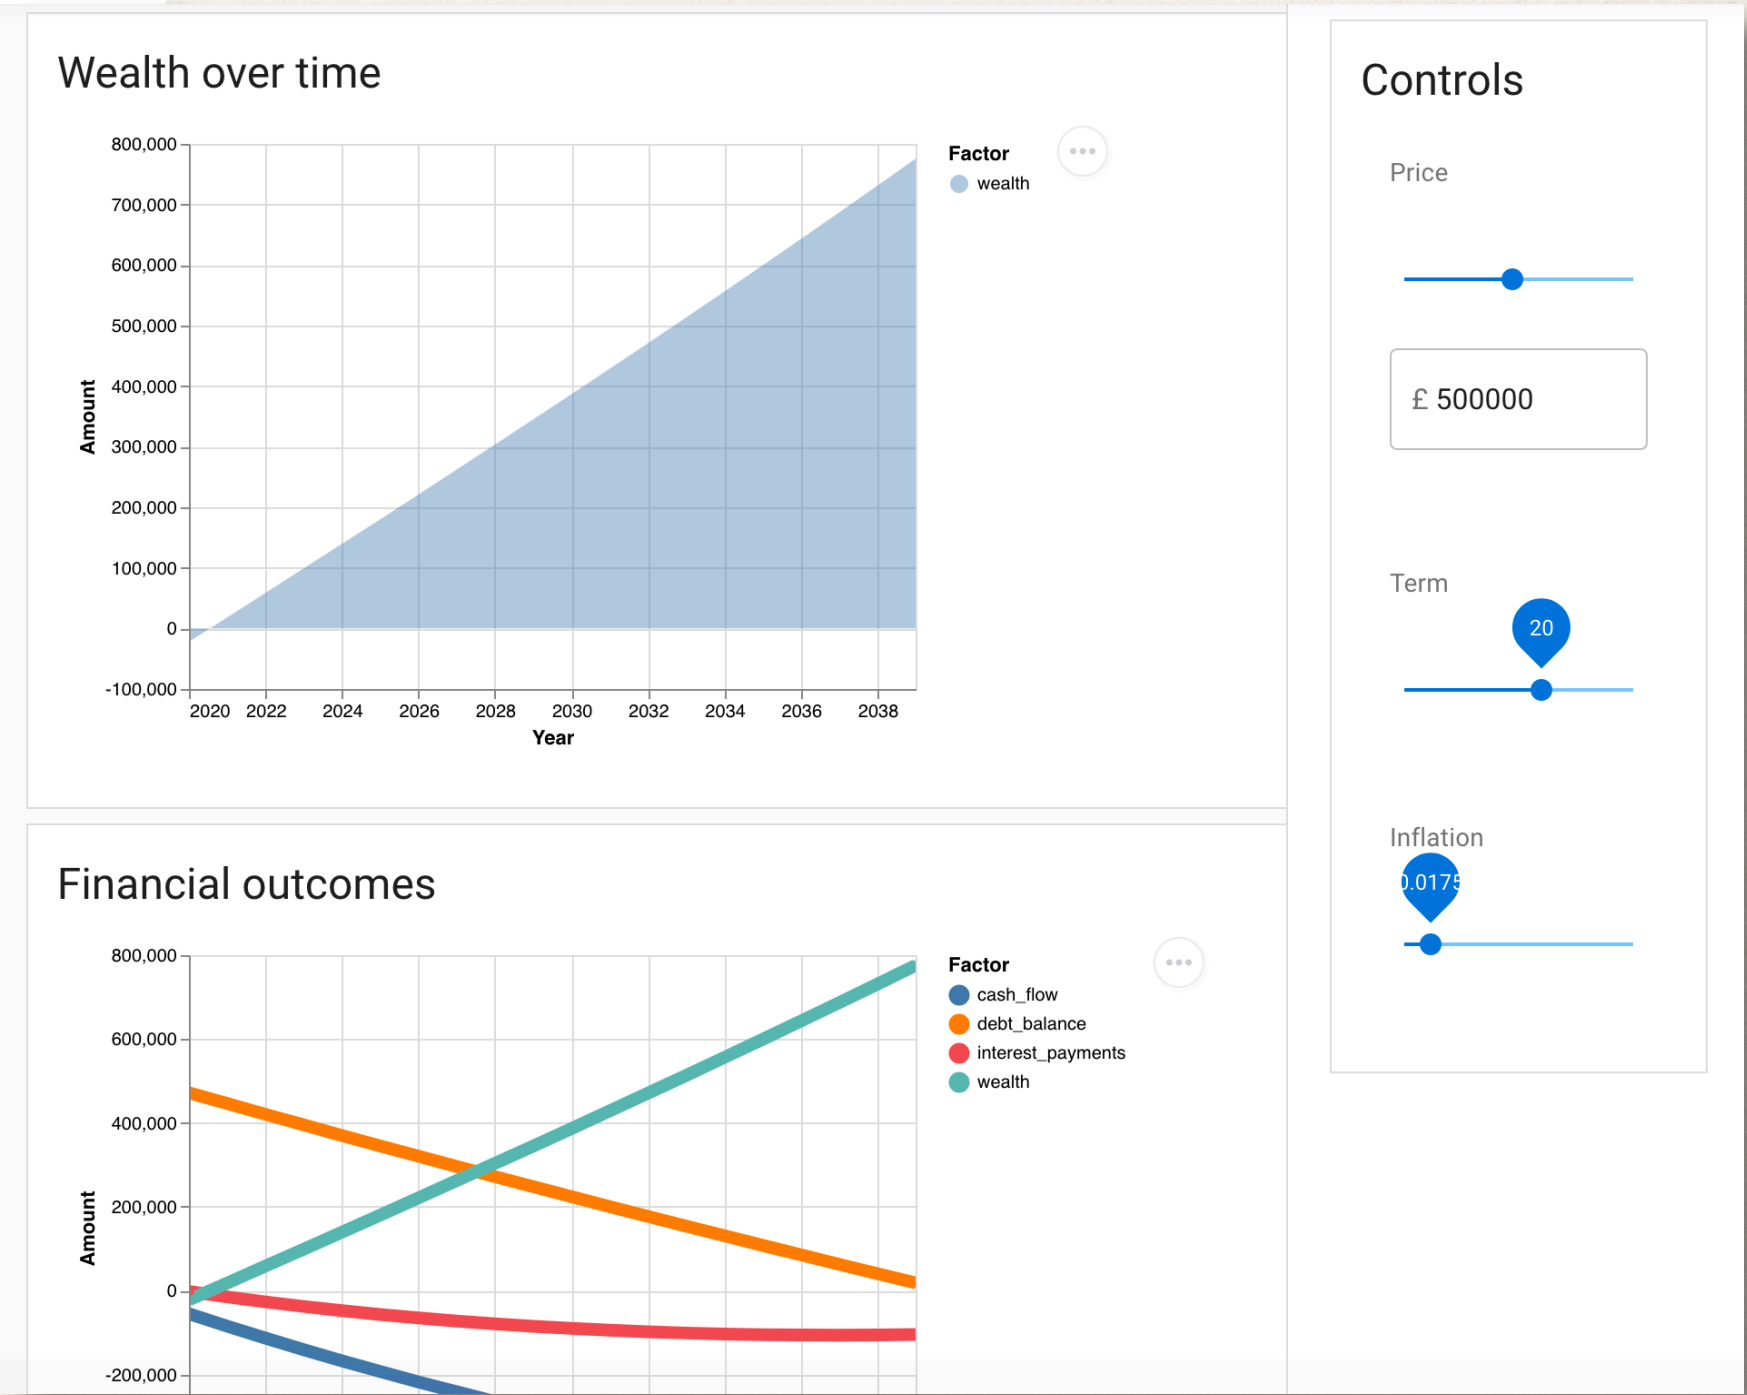 Wealth over time
800,000
700,000
600,000
500,000
400,000
300,000
200,000
100,000
0
-100,000
Amount
2020 2022 2024 2026 2028 2030 2032 2034 2036 2038
Year
Factor
wealth
Financial outcomes
800,000
600,000
400,000
200,000
0
-200,000
Amount
Factor
cash_flow
debt_balance
interest_payments
wealth
Controls
Price
£ 500000
Term
20
Inflation
0.0175